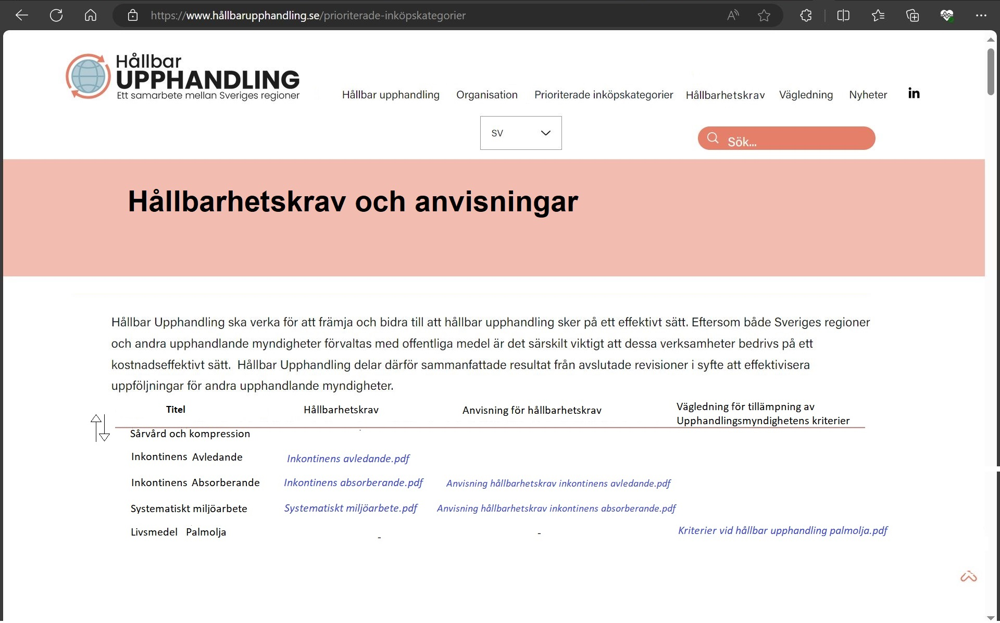 https://www.hållbarupphandling.se/prioriterade-inköpskategorier
Hållbar
UPPHANDLING
Ett samarbete mellan Sveriges regioner
Hållbar upphandling Organisation Prioriterade inköpskategorier Hållbarhetskrav Vägledning Nyheter in
SV
Sök...
Hållbarhetskrav och anvisningar
Hållbar Upphandling ska verka för att främja och bidra till att hållbar upphandling sker på ett effektivt sätt. Eftersom både Sveriges regioner
och andra upphandlande myndigheter förvaltas med offentliga medel är det särskilt viktigt att dessa verksamheter bedrivs på ett
kostnadseffektivt sätt.  Hållbar Upphandling delar därför sammanfattade resultat från avslutade revisioner i syfte att effektivisera
uppföljningar för andra upphandlande myndigheter.
Titel Hållbarhetskrav Anvisning för hållbarhetskrav Vägledning för tillämpning av
Upphandlingsmyndighetens kriterier
Sårvård och kompression
Inkontinens Avledande Inkontinens avledande.pdf
Inkontinens Absorberande Inkontinens absorberande.pdf Anvisning hållbarhetskrav inkontinens avledande.pdf
Systematiskt miljöarbete Systematiskt miljöarbete.pdf Anvisning hållbarhetskrav inkontinens absorberande.pdf
Livsmedel Palmolja - - Kriterier vid hållbar upphandling palmolja.pdf